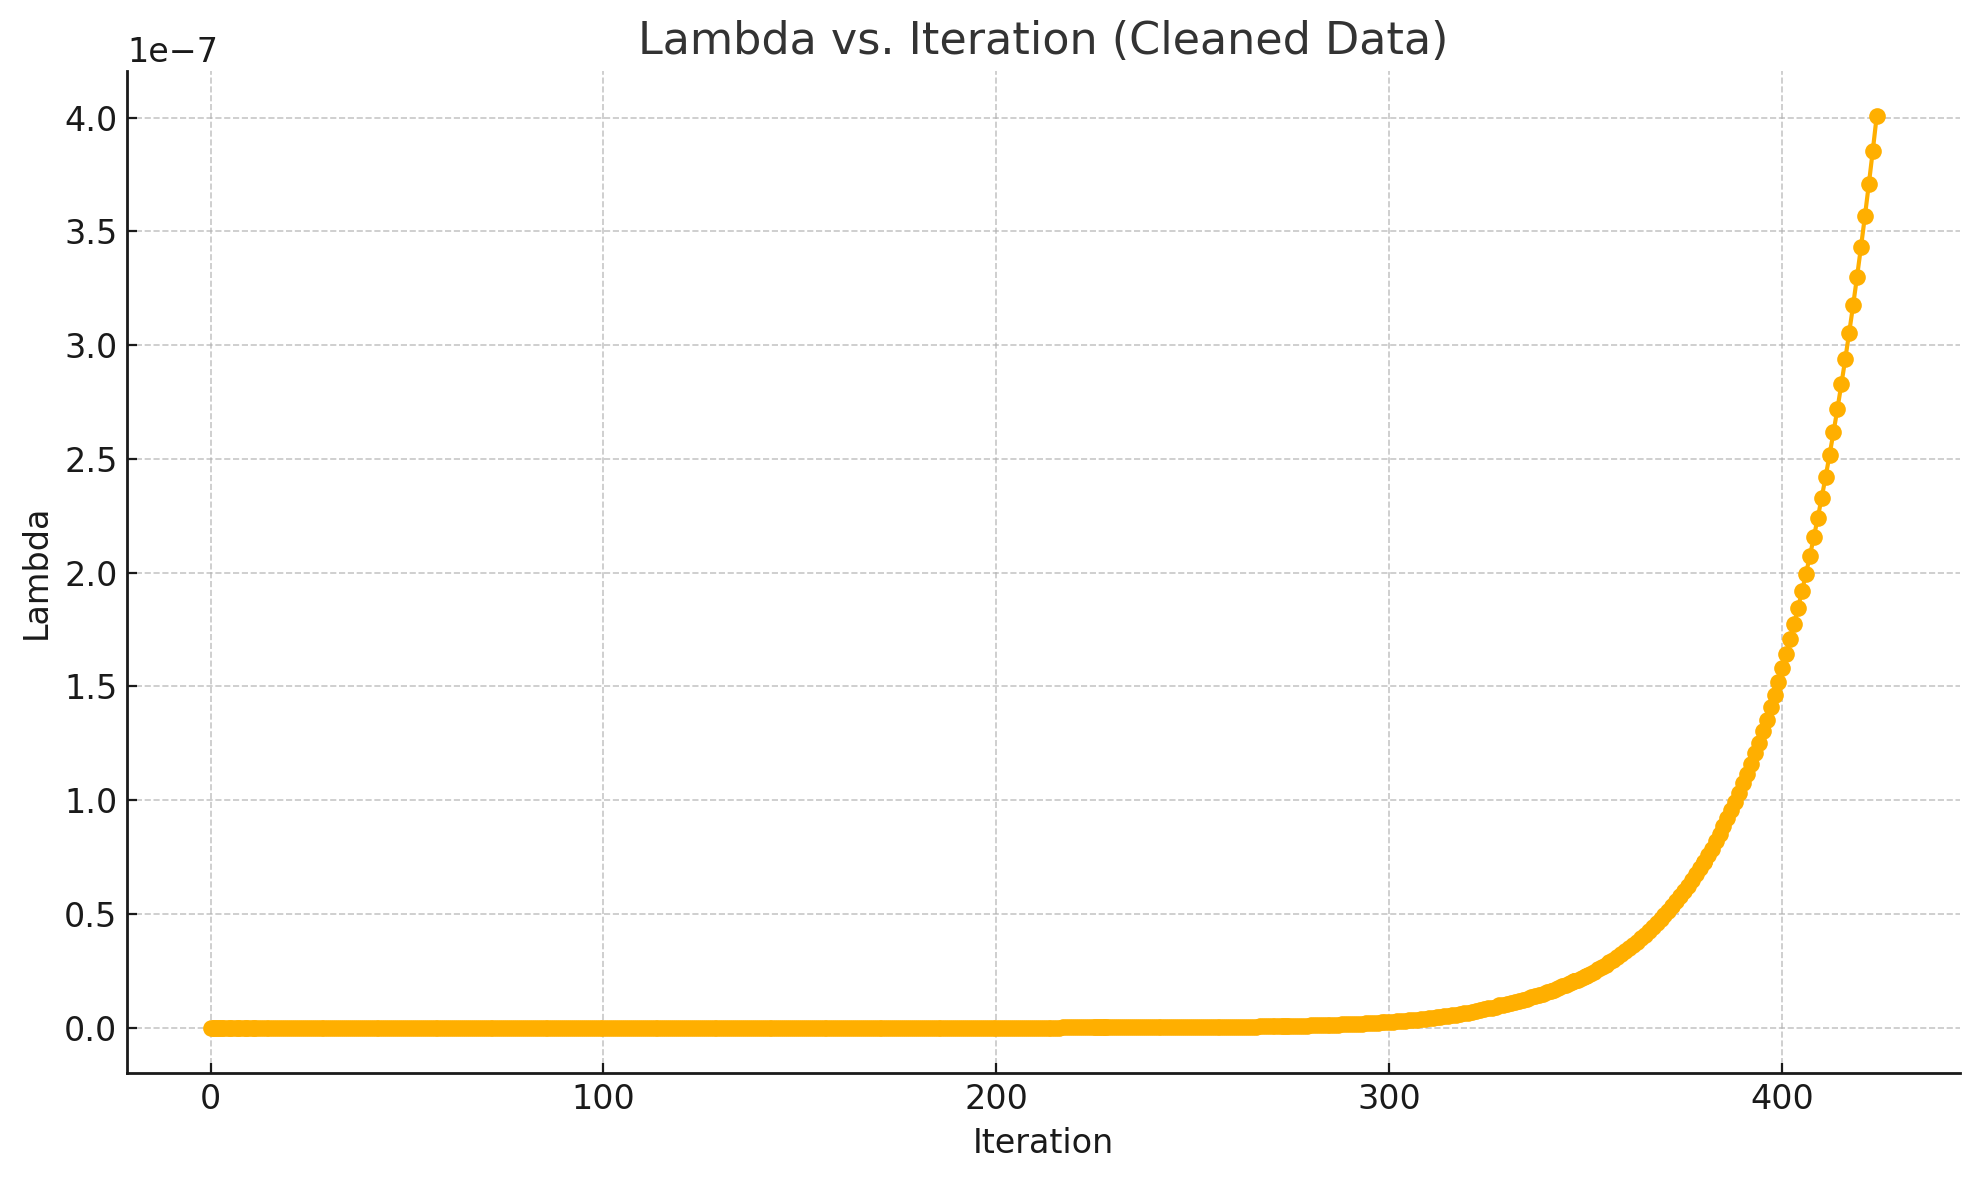 Lambda vs. Iteration (Cleaned Data)
1e−7
4.0
3.5
3.0
2.5
2.0
1.5
1.0
0.5
0.0
Lambda
0 100 200 300 400
Iteration